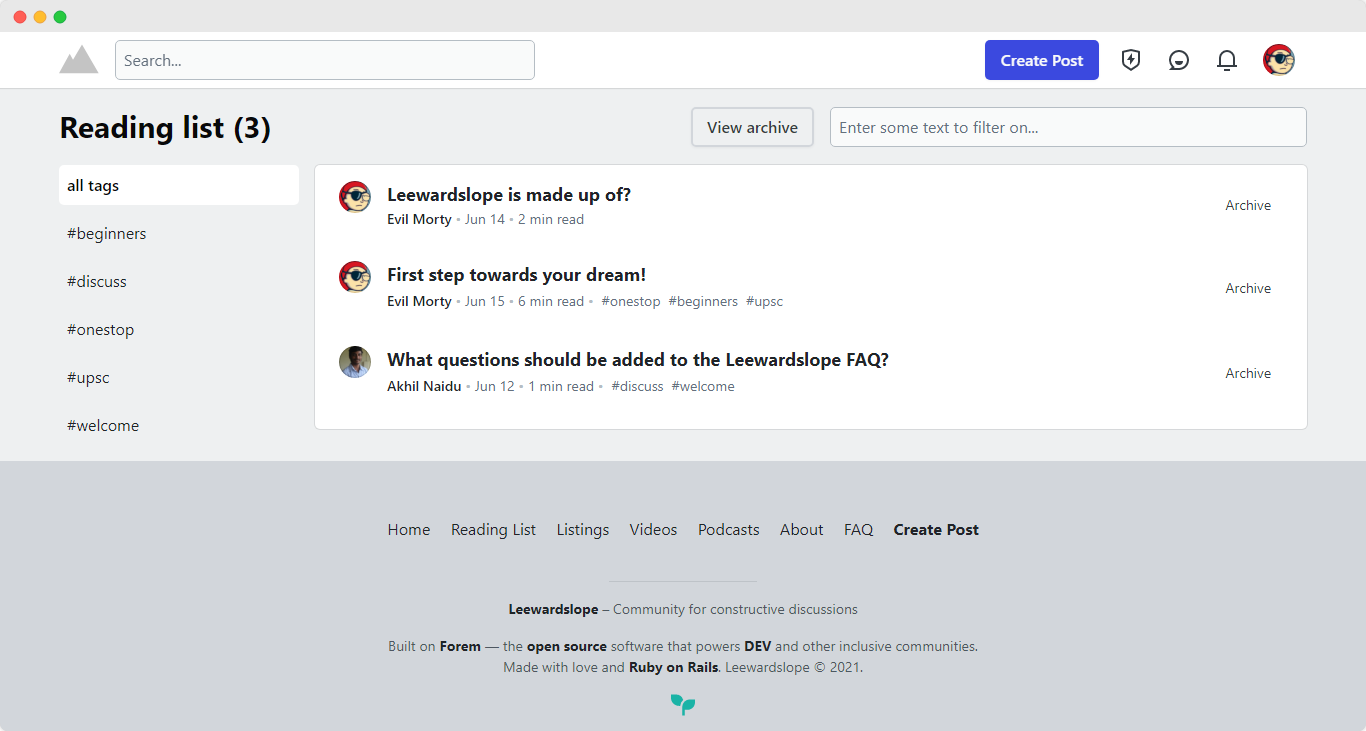 Search...
Create Post
Reading list (3)
View archive
Enter some text to filter on...
all tags
#beginners
#discuss
#onestop
#upsc
#welcome
Leewardslope is made up of?
Evil Morty • Jun 14 • 2 min read
Archive
First step towards your dream!
Evil Morty • Jun 15 • 6 min read • #onestop #beginners #upsc
Archive
What questions should be added to the Leewardslope FAQ?
Akhil Naidu • Jun 12 • 1 min read • #discuss #welcome
Archive
Home Reading List Listings Videos Podcasts About FAQ Create Post
Leewardslope – Community for constructive discussions
Built on Forem — the open source software that powers DEV and other inclusive communities.
Made with love and Ruby on Rails. Leewardslope © 2021.